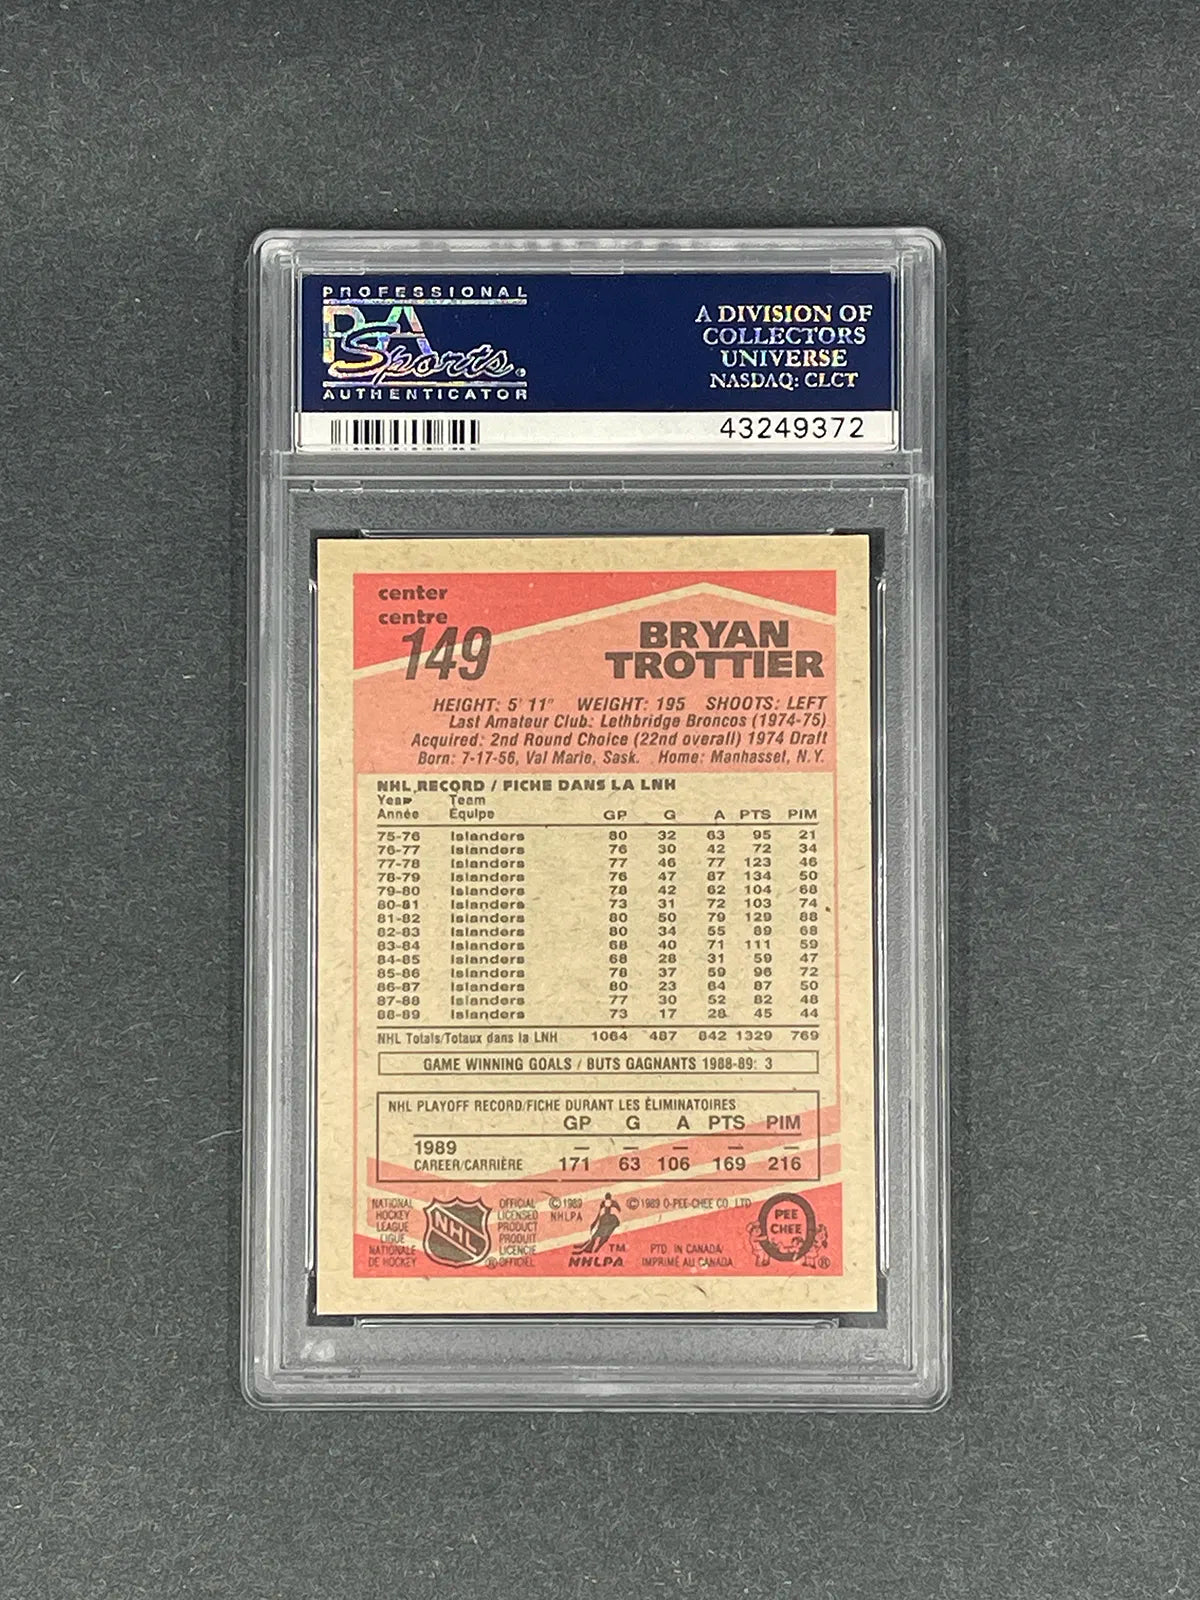 PROFESSIONAL
PSA
Sports.
AUTHENTICATOR
A DIVISION OF
COLLECTORS
UNIVERSE
NASDAQ: CLCT
43249372
center
centre
149
BRYAN
TROTTIER
HEIGHT: 5' 11" WEIGHT: 195 SHOOTS: LEFT
Last Amateur Club: Lethbridge Broncos (1974-75)
Acquired: 2nd Round Choice (22nd overall) 1974 Draft
Born: 7-17-56, Val Marie, Sask. Home: Manhasset, N.Y.
NHL RECORD / FICHE DANS LA LNH
Year Team
Année Équipe GP G A PTS PIM
75-76 Islanders 80 32 63 95 21
76-77 Islanders 76 30 42 72 34
77-78 Islanders 77 46 77 123 46
78-79 Islanders 76 47 87 134 50
79-80 Islanders 78 42 62 104 68
80-81 Islanders 73 31 72 103 74
81-82 Islanders 80 50 79 129 88
82-83 Islanders 80 34 55 89 68
83-84 Islanders 68 40 71 111 59
84-85 Islanders 68 28 31 59 47
85-86 Islanders 78 37 59 96 72
86-87 Islanders 80 23 64 87 50
87-88 Islanders 77 30 52 82 48
88-89 Islanders 73 17 28 45 44
NHL Totals/Totaux dans la LNH 1064 487 842 1329 769
GAME WINNING GOALS / BUTS GAGNANTS 1988-89: 3
NHL PLAYOFF RECORD/FICHE DURANT LES ÉLIMINATOIRES
GP G A PTS PIM
1989 — — — — —
CAREER/CARRIÈRE 171 63 106 169 216
NATIONAL
HOCKEY
LEAGUE
LIGUE
NATIONALE
DE HOCKEY
NHL
OFFICIAL
LICENSED
PRODUCT
PRODUIT
LICENCIE
OFFICIEL
® 
© 1989
NHLPA
TM
NHLPA
© 1989 O-PEE-CHEE CO. LTD
PTD. IN CANADA
IMPRIMÉ AU CANADA
O
PEE
CHEE
®